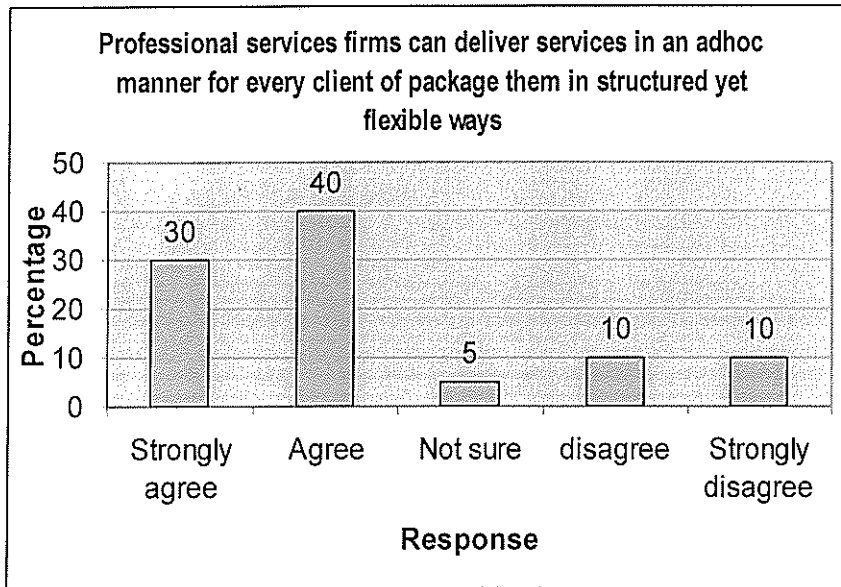 Professional services firms can deliver services in an adhoc
manner for every client of package them in structured yet
flexible ways
50
40
30
20
10
0
Percentage
30
40
5
10
10
Strongly agree
Agree
Not sure
disagree
Strongly disagree
Response